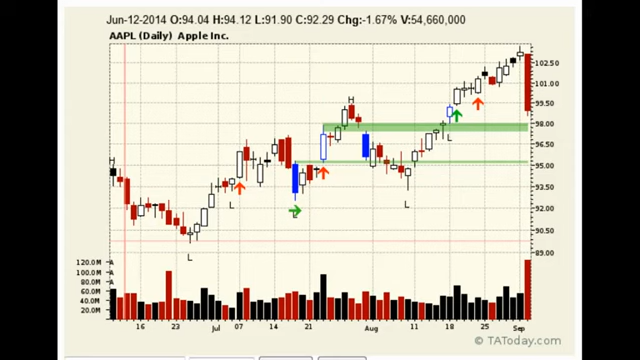 Jun-12-2014 O:94.04 H:94.12 L:91.90 C:92.29 Chg:-1.67% V:54,660,000
AAPL (Daily) Apple Inc.
102.50
101.00
99.50
98.00
96.50
95.00
93.50
92.00
90.50
89.00
H
H
L
L
L
L
L
L
120.0M
100.0M
80.0M
60.0M
40.0M
20.0M
16 23 Jul 07 14 21 28 Aug 11 18 25 Sep
© TAToday.com